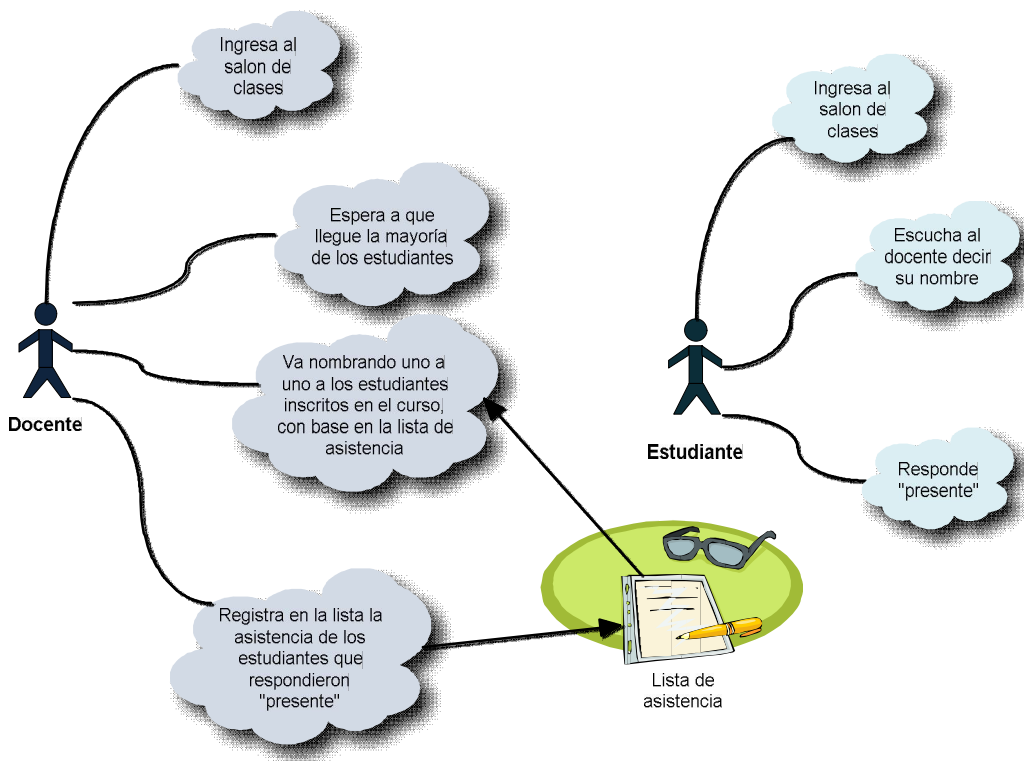 Ingresa al
salon de
clases
Espera a que
llegue la mayoría
de los estudiantes
Va nombrando uno a
uno a los estudiantes
inscritos en el curso,
con base en la lista de
asistencia
Docente
Registra en la lista la
asistencia de los
estudiantes que
respondieron
"presente"
Lista de
asistencia
Ingresa al
salon de
clases
Escucha al
docente decir
su nombre
Estudiante
Responde
"presente"